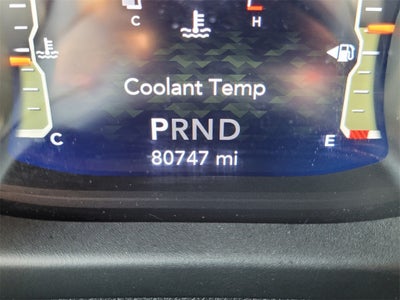 C H
Coolant Temp
C PRND E
80747 mi